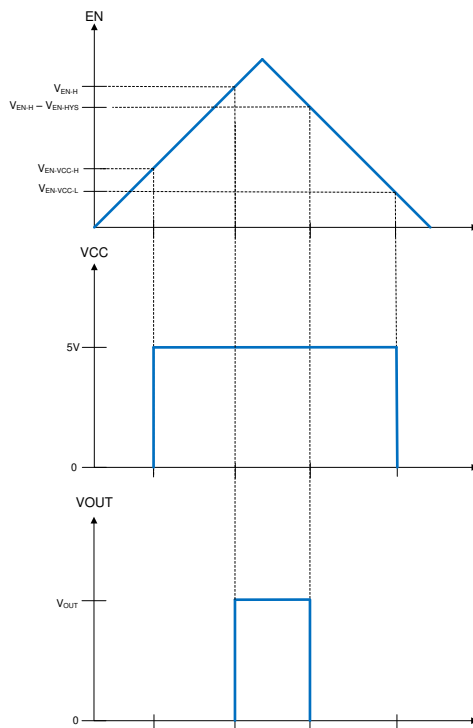 EN
VEN-H
VEN-H – VEN-HYS
VEN-VCC-H
VEN-VCC-L
VCC
5V
0
VOUT
VOUT
0